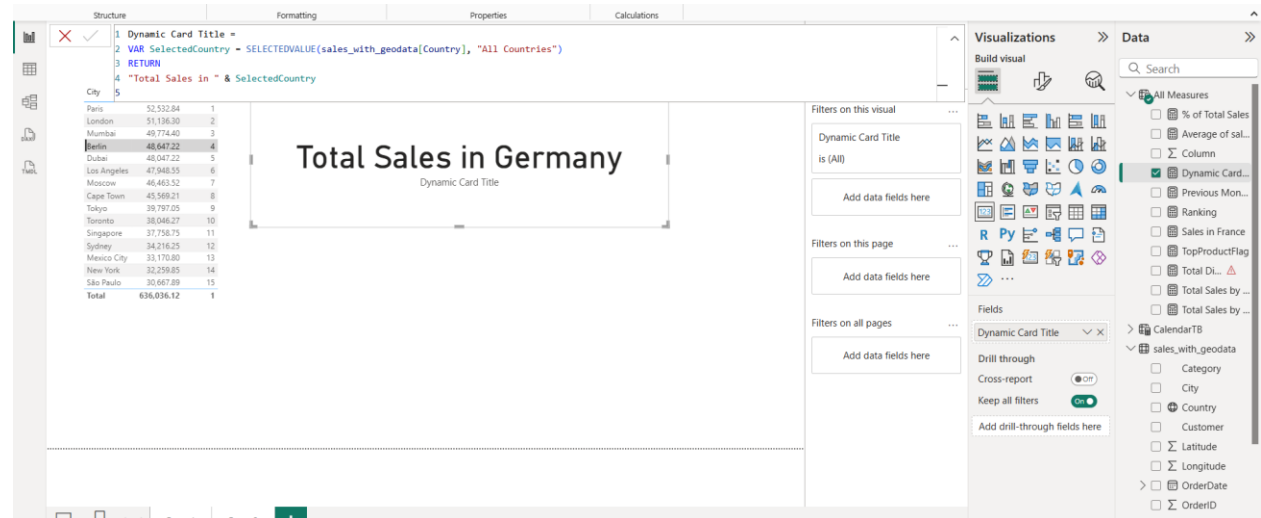 Structure
Formatting
Properties
Calculations
1 Dynamic Card Title =
2 VAR SelectedCountry = SELECTEDVALUE(sales_with_geodata[Country], "All Countries")
3 RETURN
4 "Total Sales in " & SelectedCountry
5
City
Paris 52,532.84 1
London 51,136.30 2
Mumbai 49,774.40 3
Berlin 48,647.22 4
Dubai 48,047.22 5
Los Angeles 47,948.55 6
Moscow 46,463.52 7
Cape Town 45,569.21 8
Tokyo 39,797.05 9
Toronto 38,046.27 10
Singapore 37,758.75 11
Sydney 34,216.25 12
Mexico City 33,170.80 13
New York 32,259.85 14
São Paulo 30,667.89 15
Total 636,036.12 1
Total Sales in Germany
Dynamic Card Title
Filters on this visual ...
Dynamic Card Title
is (All)
Add data fields here
Filters on this page ...
Add data fields here
Filters on all pages ...
Add data fields here
Visualizations
Build visual
123
R Py
...
Fields
Dynamic Card Title
Drill through
Cross-report Off
Keep all filters On
Add drill-through fields here
Data
Search
All Measures
% of Total Sales
Average of sal...
Column
Dynamic Card...
Previous Mon...
Ranking
Sales in France
TopProductFlag
Total Di...
Total Sales by ...
Total Sales by ...
CalendarTB
sales_with_geodata
Category
City
Country
Customer
Latitude
Longitude
OrderDate
OrderID